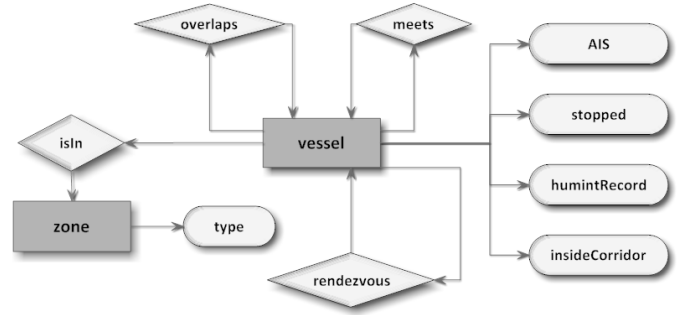 overlaps
meets
AIS
stopped
isIn
vessel
humintRecord
zone
type
insideCorridor
rendezvous